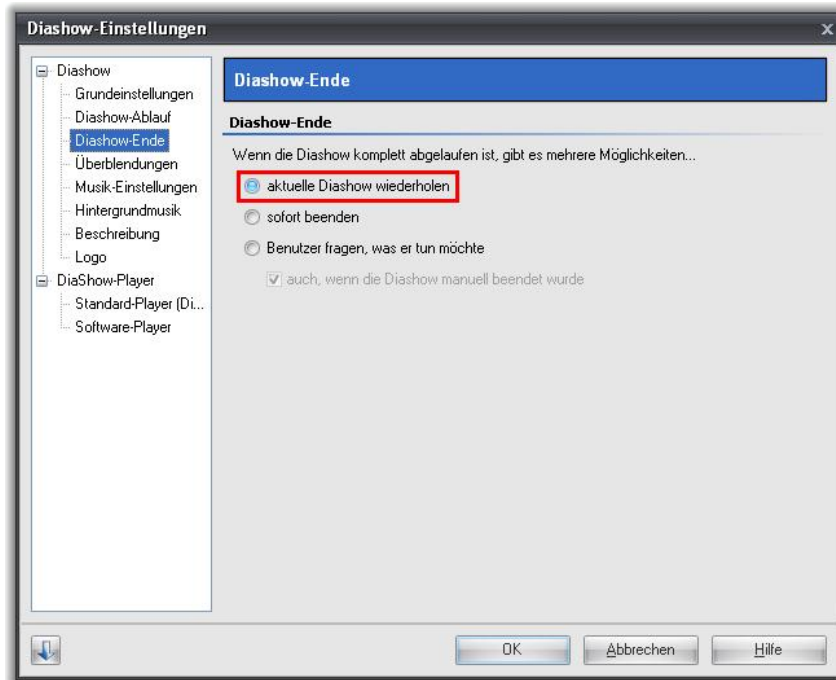 Diashow-Einstellungen
x
Diashow
Grundeinstellungen
Diashow-Ablauf
Diashow-Ende
Überblendungen
Musik-Einstellungen
Hintergrundmusik
Beschreibung
Logo
DiaShow-Player
Standard-Player (Di...
Software-Player
Diashow-Ende
Diashow-Ende
Wenn die Diashow komplett abgelaufen ist, gibt es mehrere Möglichkeiten...
aktuelle Diashow wiederholen
sofort beenden
Benutzer fragen, was er tun möchte
auch, wenn die Diashow manuell beendet wurde
OK
Abbrechen
Hilfe